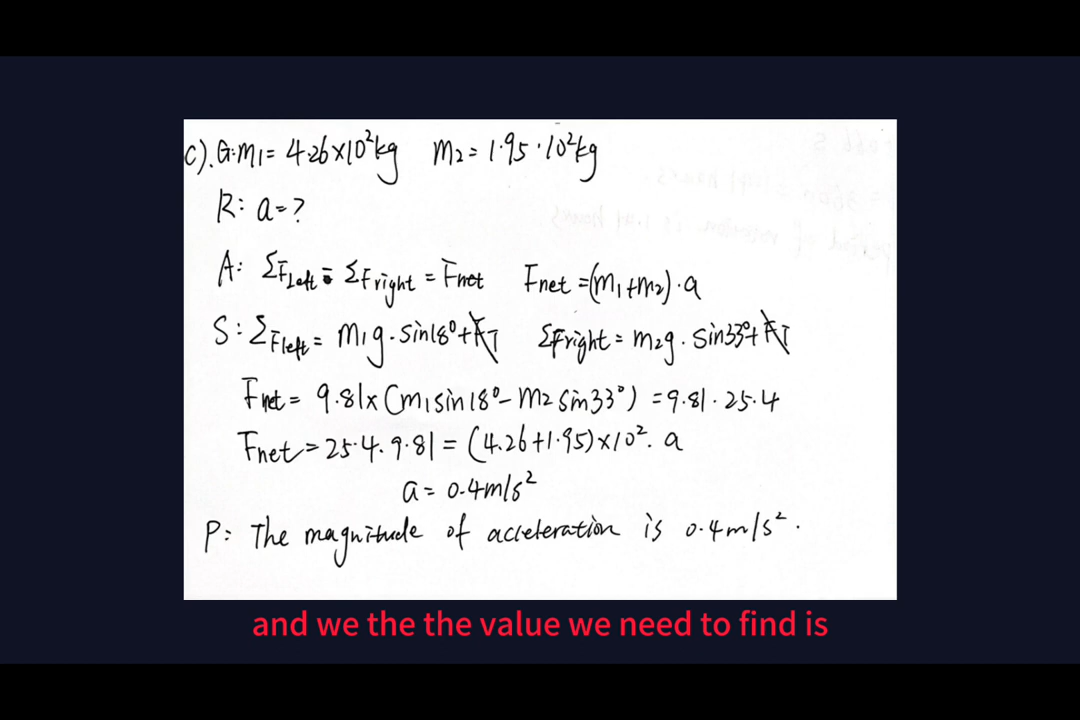 c). G: m1 = 4.26×10²kg m2 = 1.95·10²kg
R: a=?
A: ΣFLeft = ΣFright = Fnet Fnet =(m1+m2)·a
S: ΣFleft = m1g·sin18°+FT ΣFright = m2g·sin33°+FT
Fnet = 9.81×(m1sin18°-m2sin33°) =9.81·25.4
Fnet = 25.4·9.81 = (4.26+1.95)×10²·a
a= 0.4m/s²
P: The magnitude of acceleration is 0.4m/s².
and we the the value we need to find is